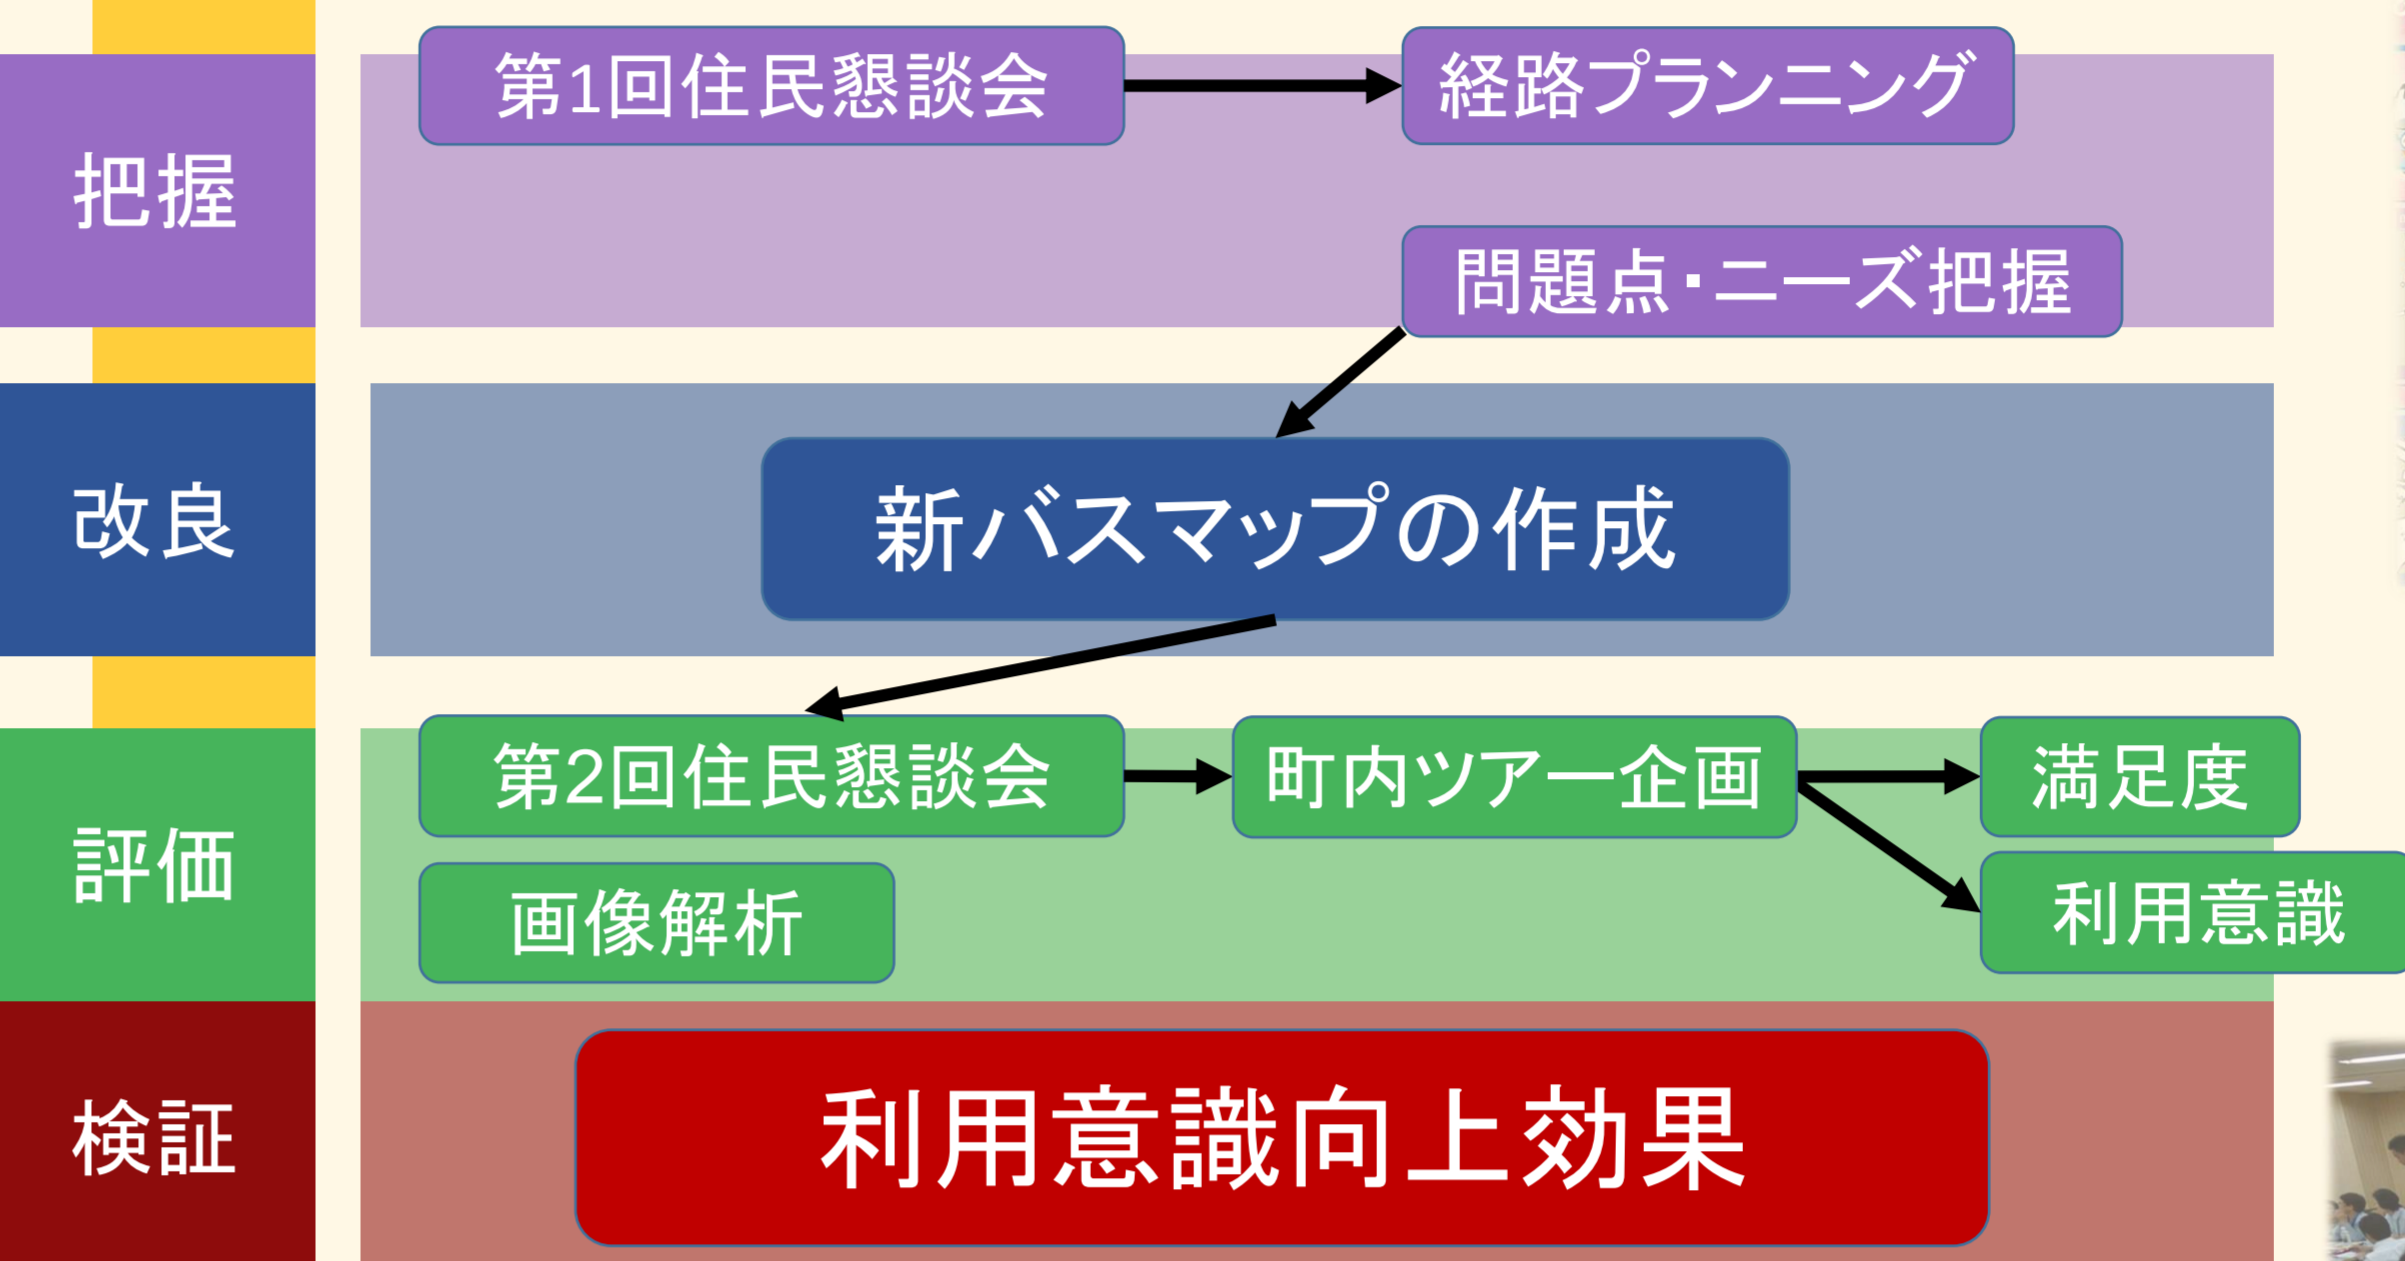 把握
第1回住民懇談会
経路プランニング
問題点・ニーズ把握
改良
新バスマップの作成
評価
第2回住民懇談会
町内ツアー企画
満足度
利用意識
画像解析
検証
利用意識向上効果